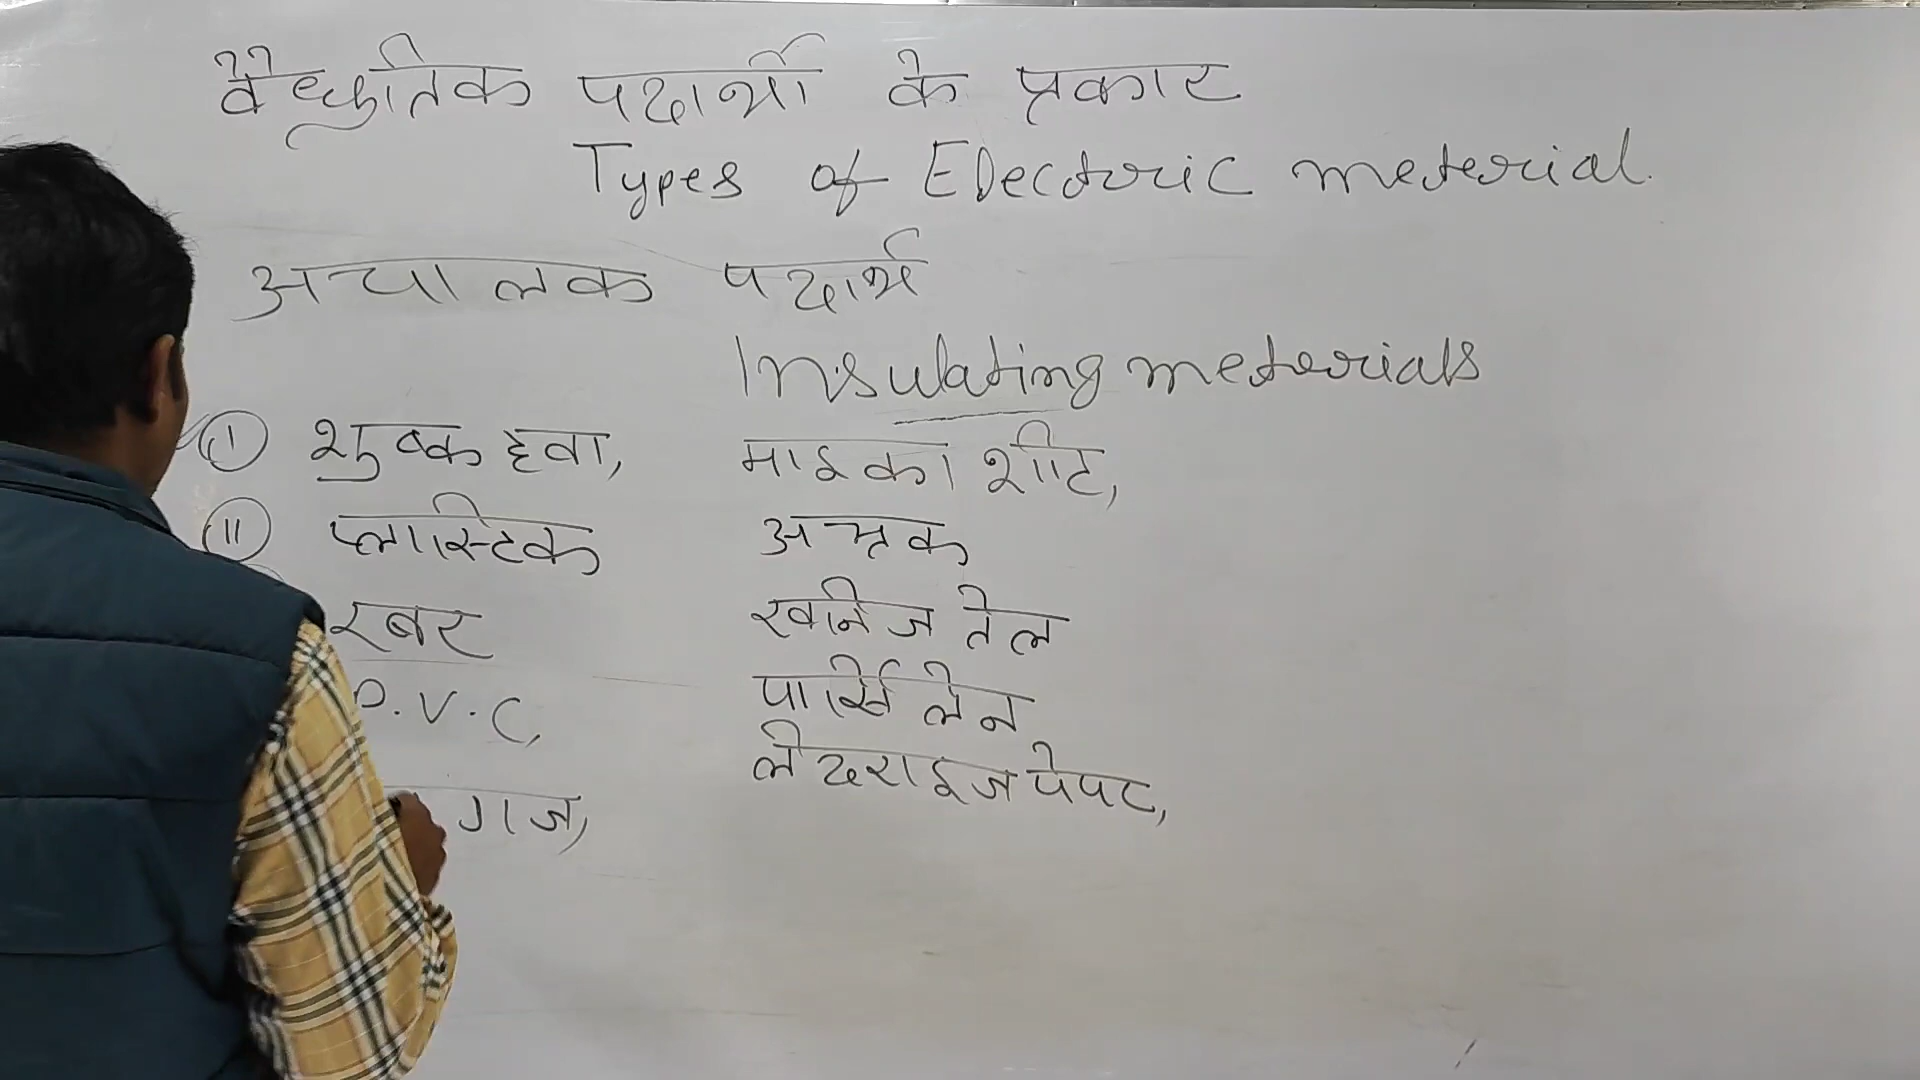 वैद्युतिक पदार्थो के प्रकार
Types of Electric meterial.
अचालक पदार्थ
Insulating meterials
I शुष्क हवा, माइका शीट,
II प्लास्टिक अभ्रक
रबर खनिज तेल
P.V.C, पोर्सिलेन
गज, लेदराइज पेपर,